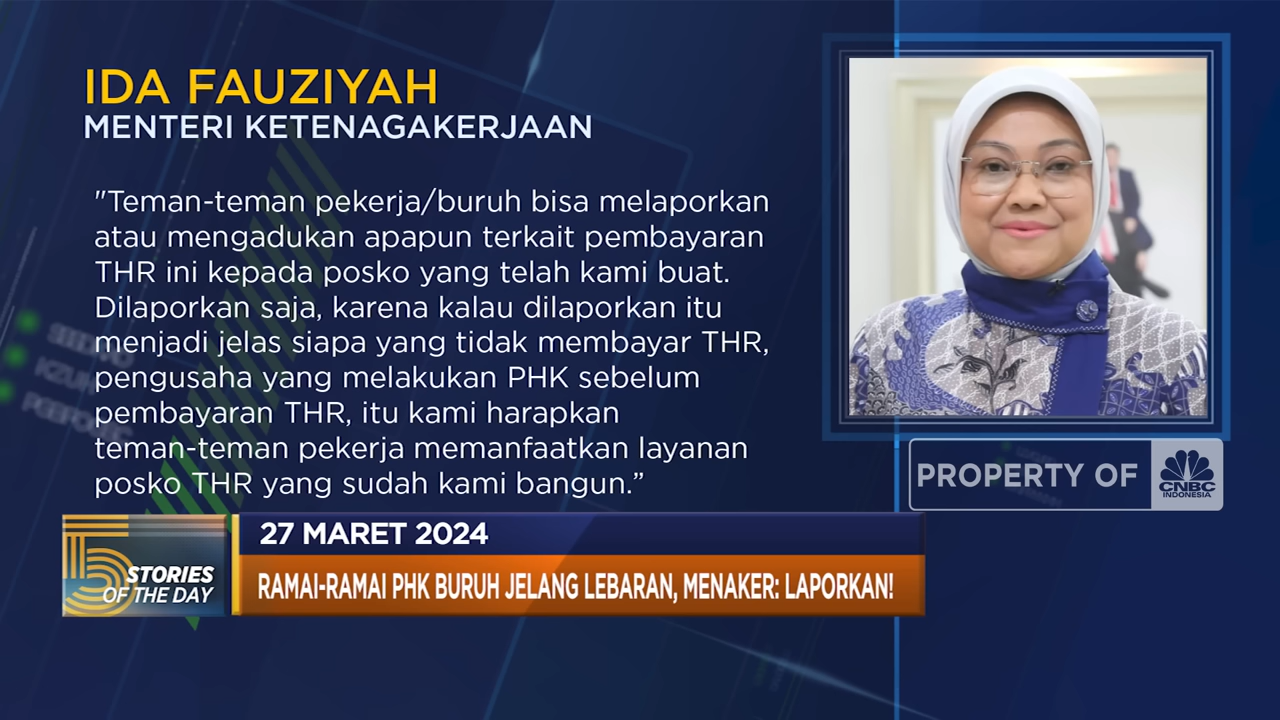 IDA FAUZIYAH
MENTERI KETENAGAKERJAAN
"Teman-teman pekerja/buruh bisa melaporkan
atau mengadukan apapun terkait pembayaran
THR ini kepada posko yang telah kami buat.
Dilaporkan saja, karena kalau dilaporkan itu
menjadi jelas siapa yang tidak membayar THR,
pengusaha yang melakukan PHK sebelum
pembayaran THR, itu kami harapkan
teman-teman pekerja memanfaatkan layanan
posko THR yang sudah kami bangun.”
PROPERTY OF
CNBC
INDONESIA
5
STORIES
OF THE DAY
27 MARET 2024
RAMAI-RAMAI PHK BURUH JELANG LEBARAN, MENAKER: LAPORKAN!